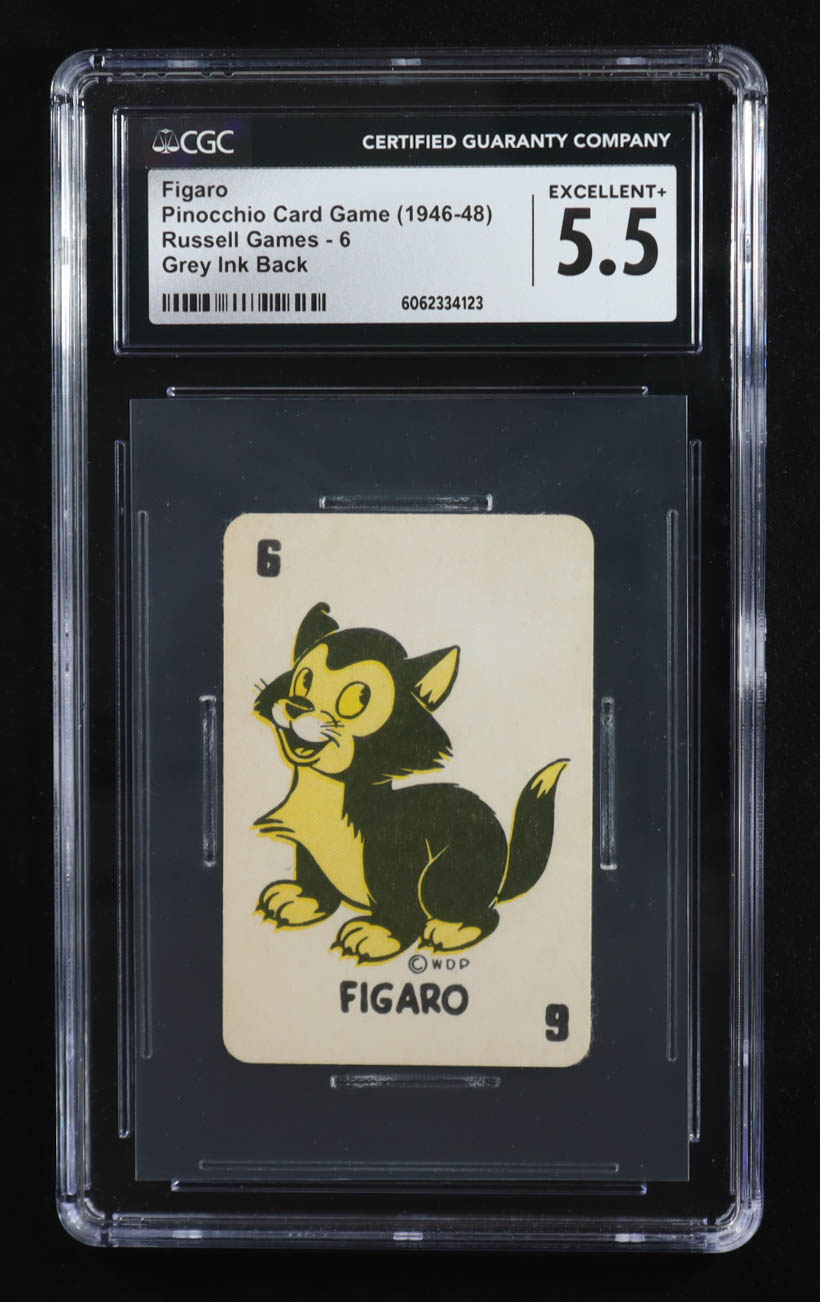 CGC
CERTIFIED GUARANTY COMPANY
Figaro
Pinocchio Card Game (1946-48)
Russell Games - 6
Grey Ink Back
EXCELLENT+
5.5
6062334123
6
© WDP
FIGARO
6